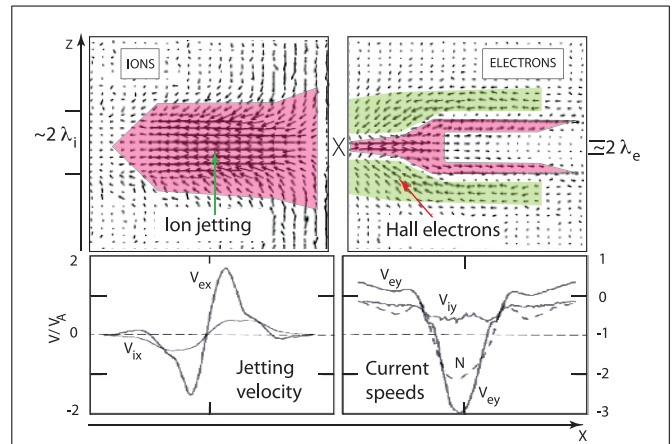 Z
IONS
ELECTRONS
~2 λi
X
~2 λe
Ion jetting
Hall electrons
2
1
0
-1
-2
-3
V/VA
2
0
-2
Vex
Vix
Jetting velocity
Vey
Viy
N
Vey
Current speeds
X